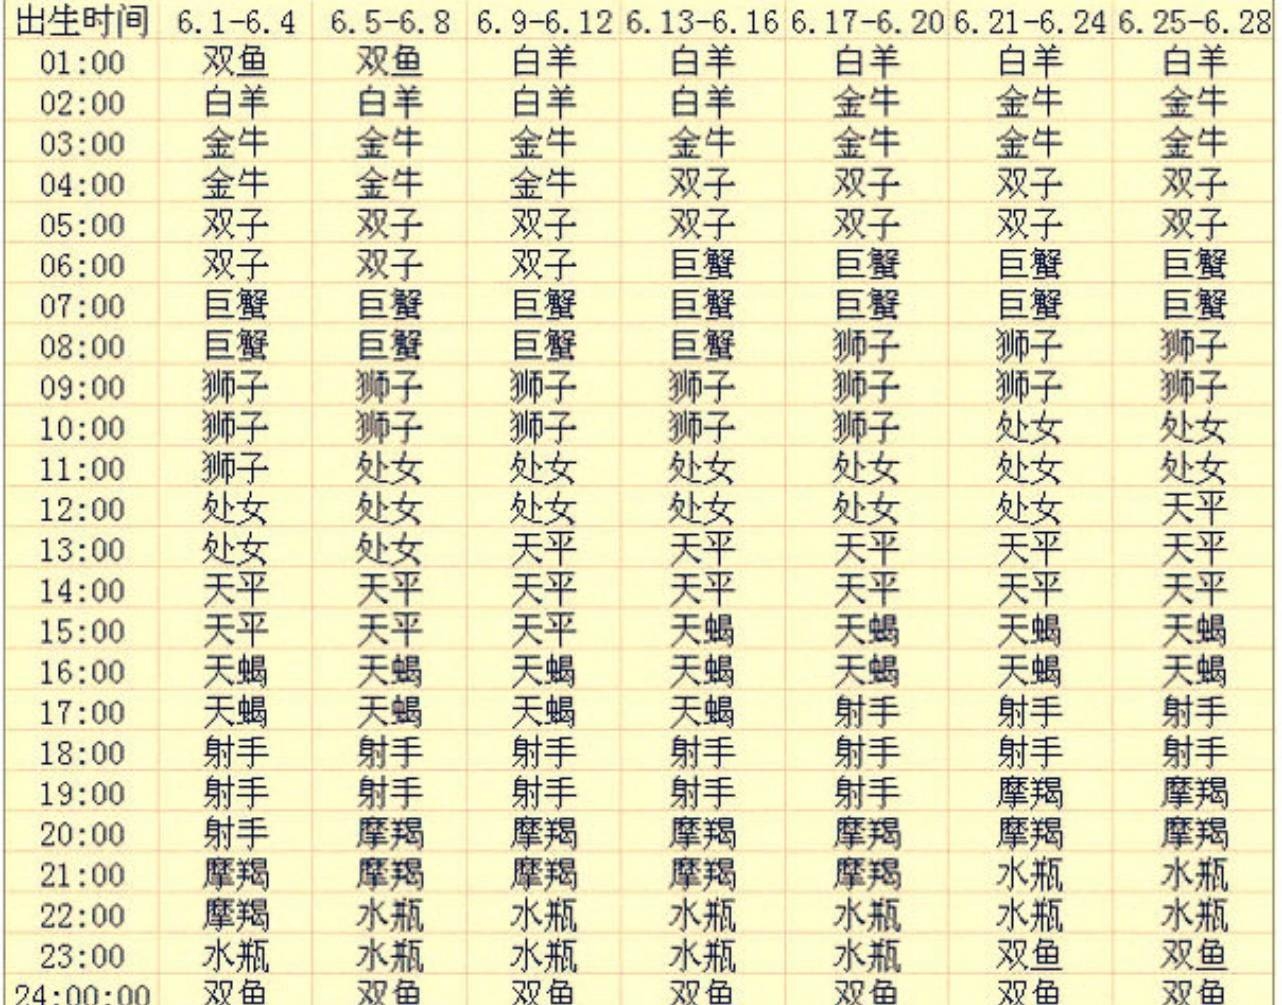 出生时间 6.1-6.4 6.5-6.8 6.9-6.12 6.13-6.16 6.17-6.20 6.21-6.24 6.25-6.28
01:00 双鱼 双鱼 白羊 白羊 白羊 白羊 白羊
02:00 白羊 白羊 白羊 白羊 金牛 金牛 金牛
03:00 金牛 金牛 金牛 金牛 金牛 金牛 金牛
04:00 金牛 金牛 金牛 双子 双子 双子 双子
05:00 双子 双子 双子 双子 双子 双子 双子
06:00 双子 双子 双子 巨蟹 巨蟹 巨蟹 巨蟹
07:00 巨蟹 巨蟹 巨蟹 巨蟹 巨蟹 巨蟹 巨蟹
08:00 巨蟹 巨蟹 巨蟹 巨蟹 狮子 狮子 狮子
09:00 狮子 狮子 狮子 狮子 狮子 狮子 狮子
10:00 狮子 狮子 狮子 狮子 狮子 处女 处女
11:00 狮子 处女 处女 处女 处女 处女 处女
12:00 处女 处女 处女 处女 处女 处女 天平
13:00 处女 处女 天平 天平 天平 天平 天平
14:00 天平 天平 天平 天平 天平 天平 天平
15:00 天平 天平 天平 天蝎 天蝎 天蝎 天蝎
16:00 天蝎 天蝎 天蝎 天蝎 天蝎 天蝎 天蝎
17:00 天蝎 天蝎 天蝎 天蝎 射手 射手 射手
18:00 射手 射手 射手 射手 射手 射手 射手
19:00 射手 射手 射手 射手 射手 摩羯 摩羯
20:00 射手 摩羯 摩羯 摩羯 摩羯 摩羯 摩羯
21:00 摩羯 摩羯 摩羯 摩羯 摩羯 水瓶 水瓶
22:00 摩羯 水瓶 水瓶 水瓶 水瓶 水瓶 水瓶
23:00 水瓶 水瓶 水瓶 水瓶 水瓶 双鱼 双鱼
24:00:00 双鱼 双鱼 双鱼 双鱼 双鱼 双鱼 双鱼